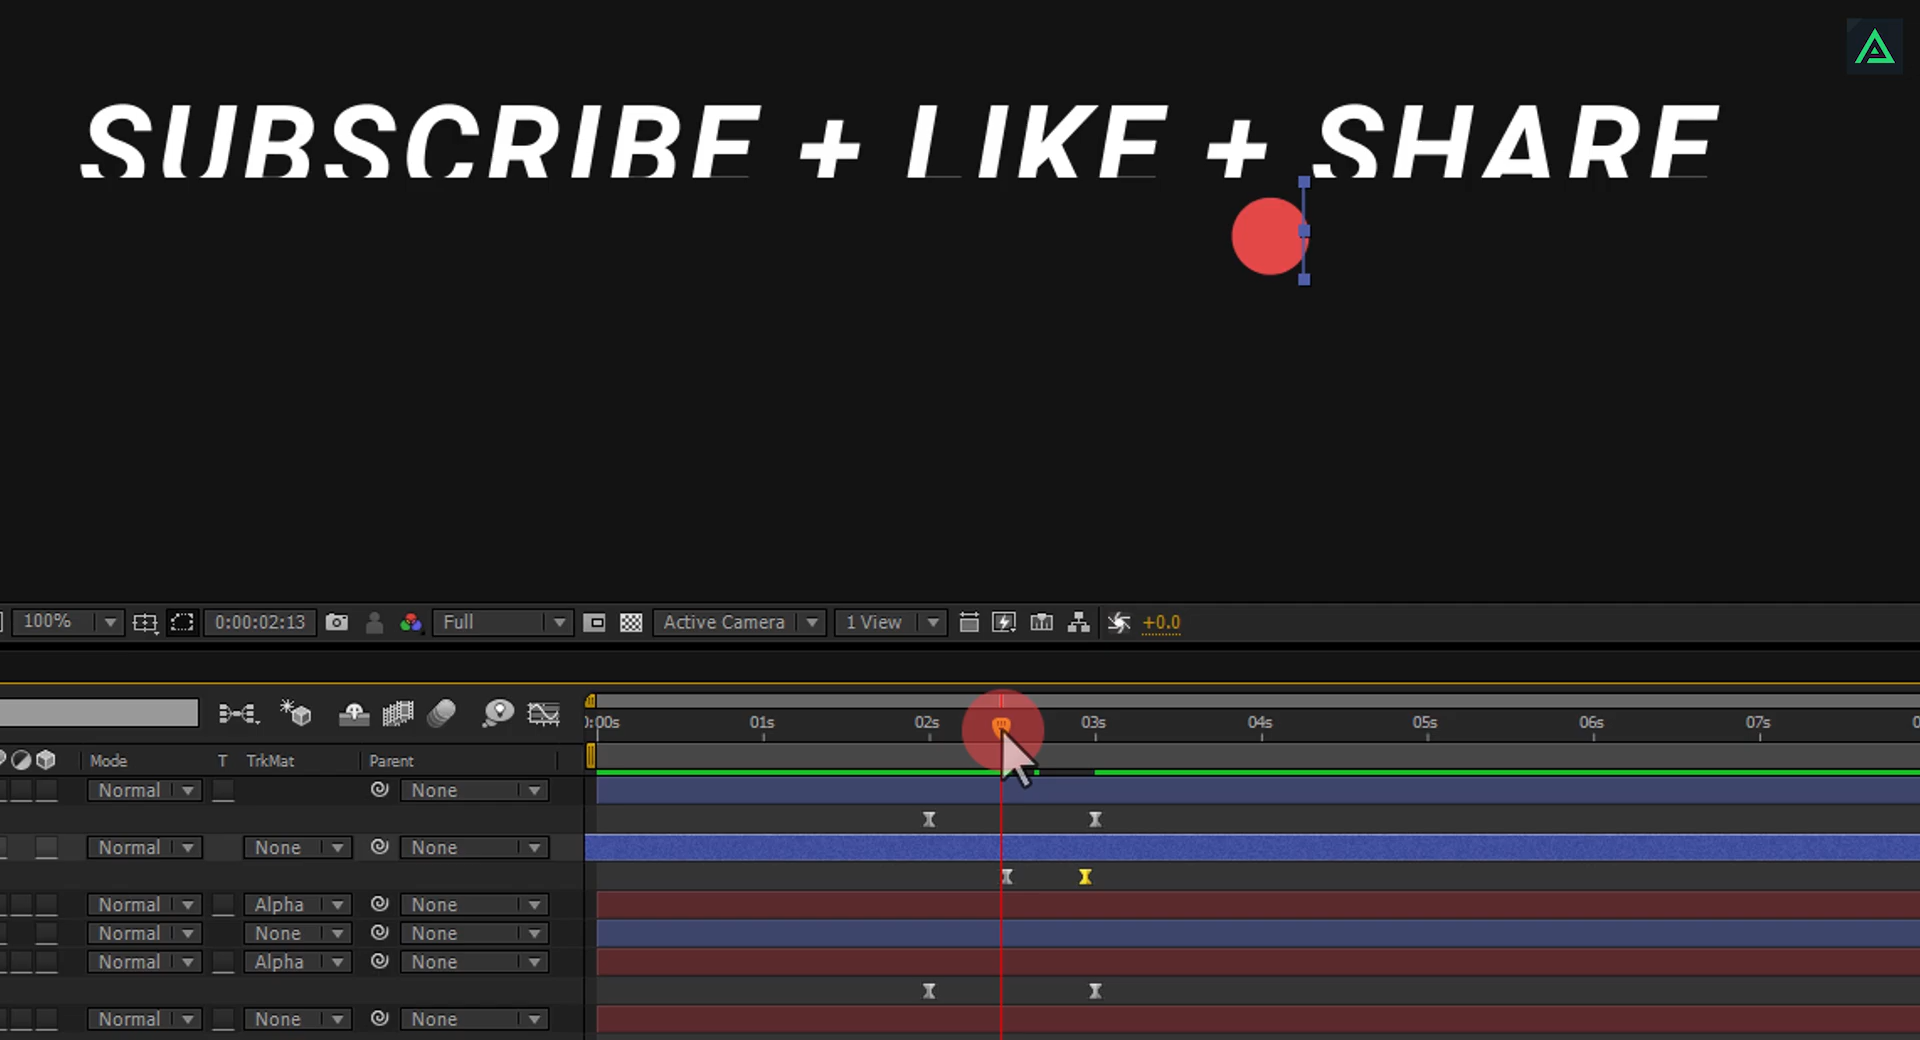 SUBSCRIBE + LIKE + SHARE
100% 0:00:02:13 Full Active Camera 1 View +0.0
):00s 01s 02s 03s 04s 05s 06s 07s 0
Mode T TrkMat Parent
Normal None
Normal None None
Normal Alpha None
Normal None None
Normal Alpha None
Normal None None